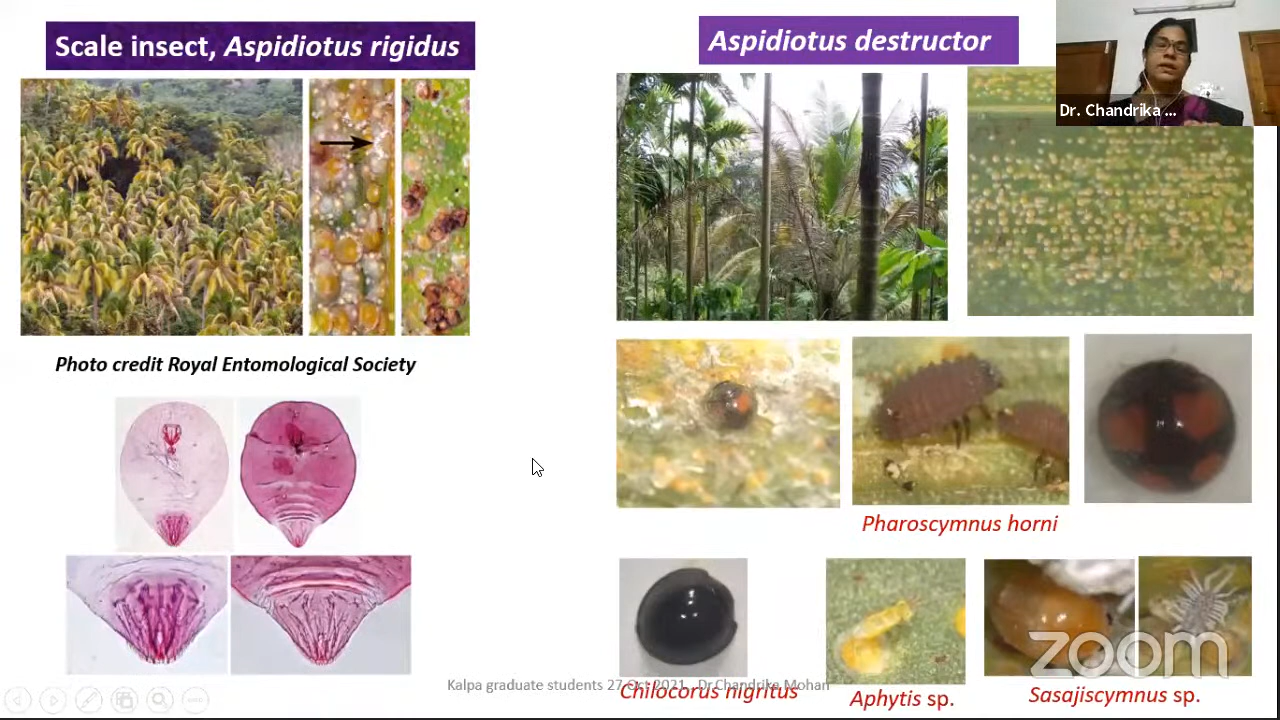 Scale insect, Aspidiotus rigidus
Aspidiotus destructor
Dr. Chandrika ...
Photo credit Royal Entomological Society
Pharoscymnus horni
Kalpa graduate students 27 Oct 2021 Dr.Chandrika Mohan
Chilocorus nigritus
Aphytis sp.
Sasajiscymnus sp.
zoom